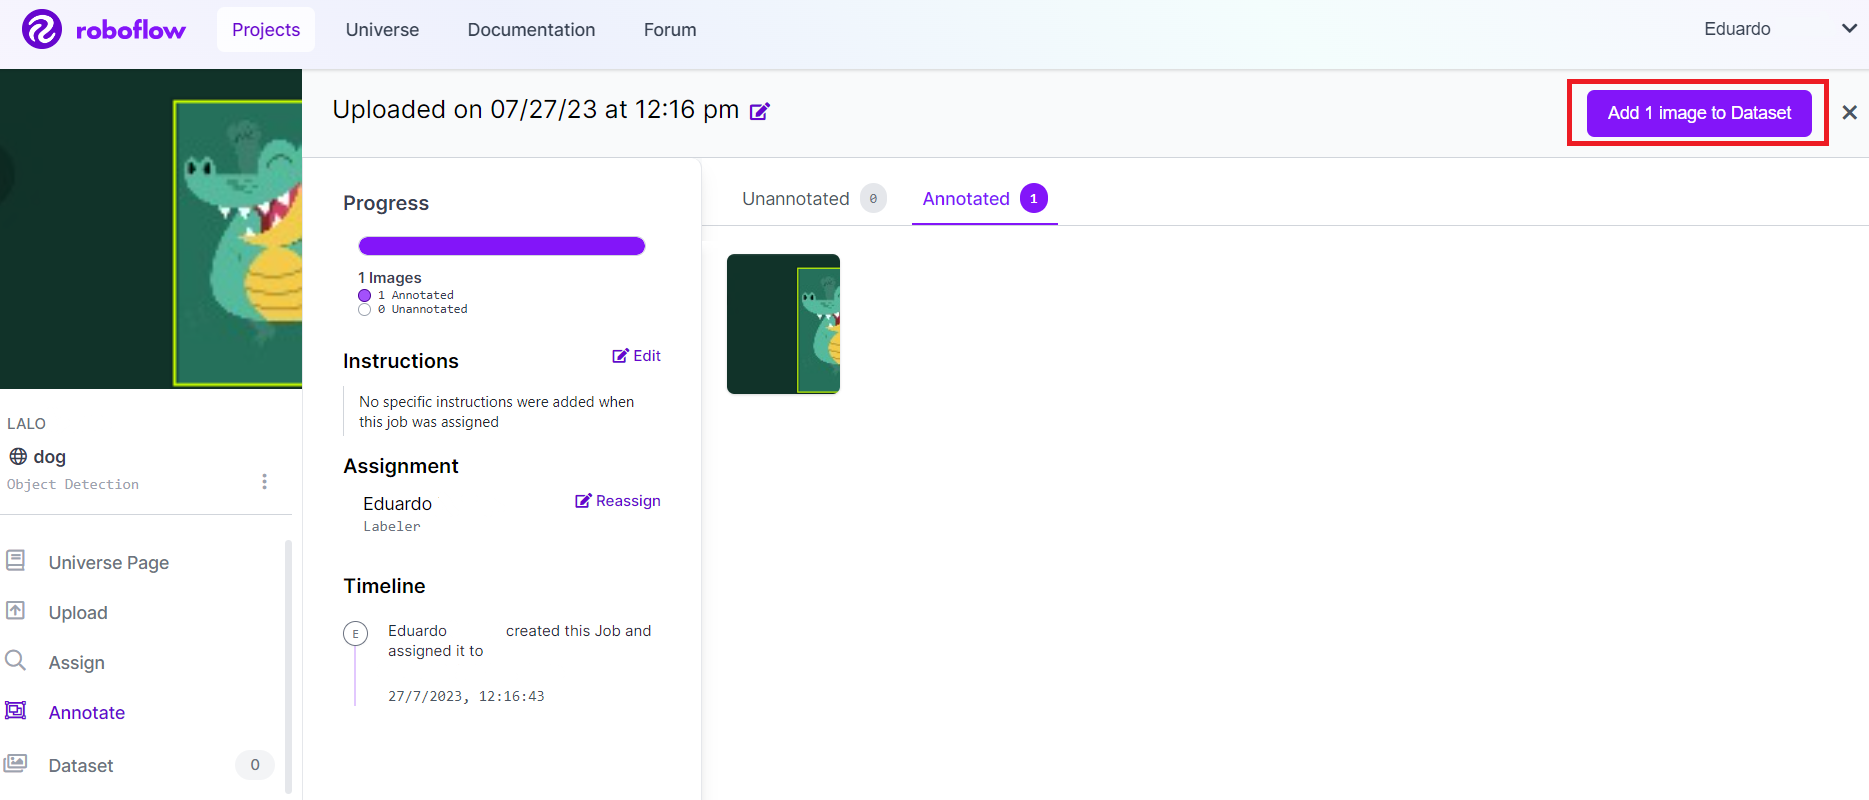 roboflow Projects Universe Documentation Forum Eduardo
Uploaded on 07/27/23 at 12:16 pm
Add 1 image to Dataset
LALO
dog
Object Detection
Universe Page
Upload
Assign
Annotate
Dataset 0
Progress
1 Images
1 Annotated
0 Unannotated
Instructions Edit
No specific instructions were added when
this job was assigned
Assignment
Eduardo Reassign
Labeler
Timeline
E Eduardo created this Job and
assigned it to
27/7/2023, 12:16:43
Unannotated 0 Annotated 1